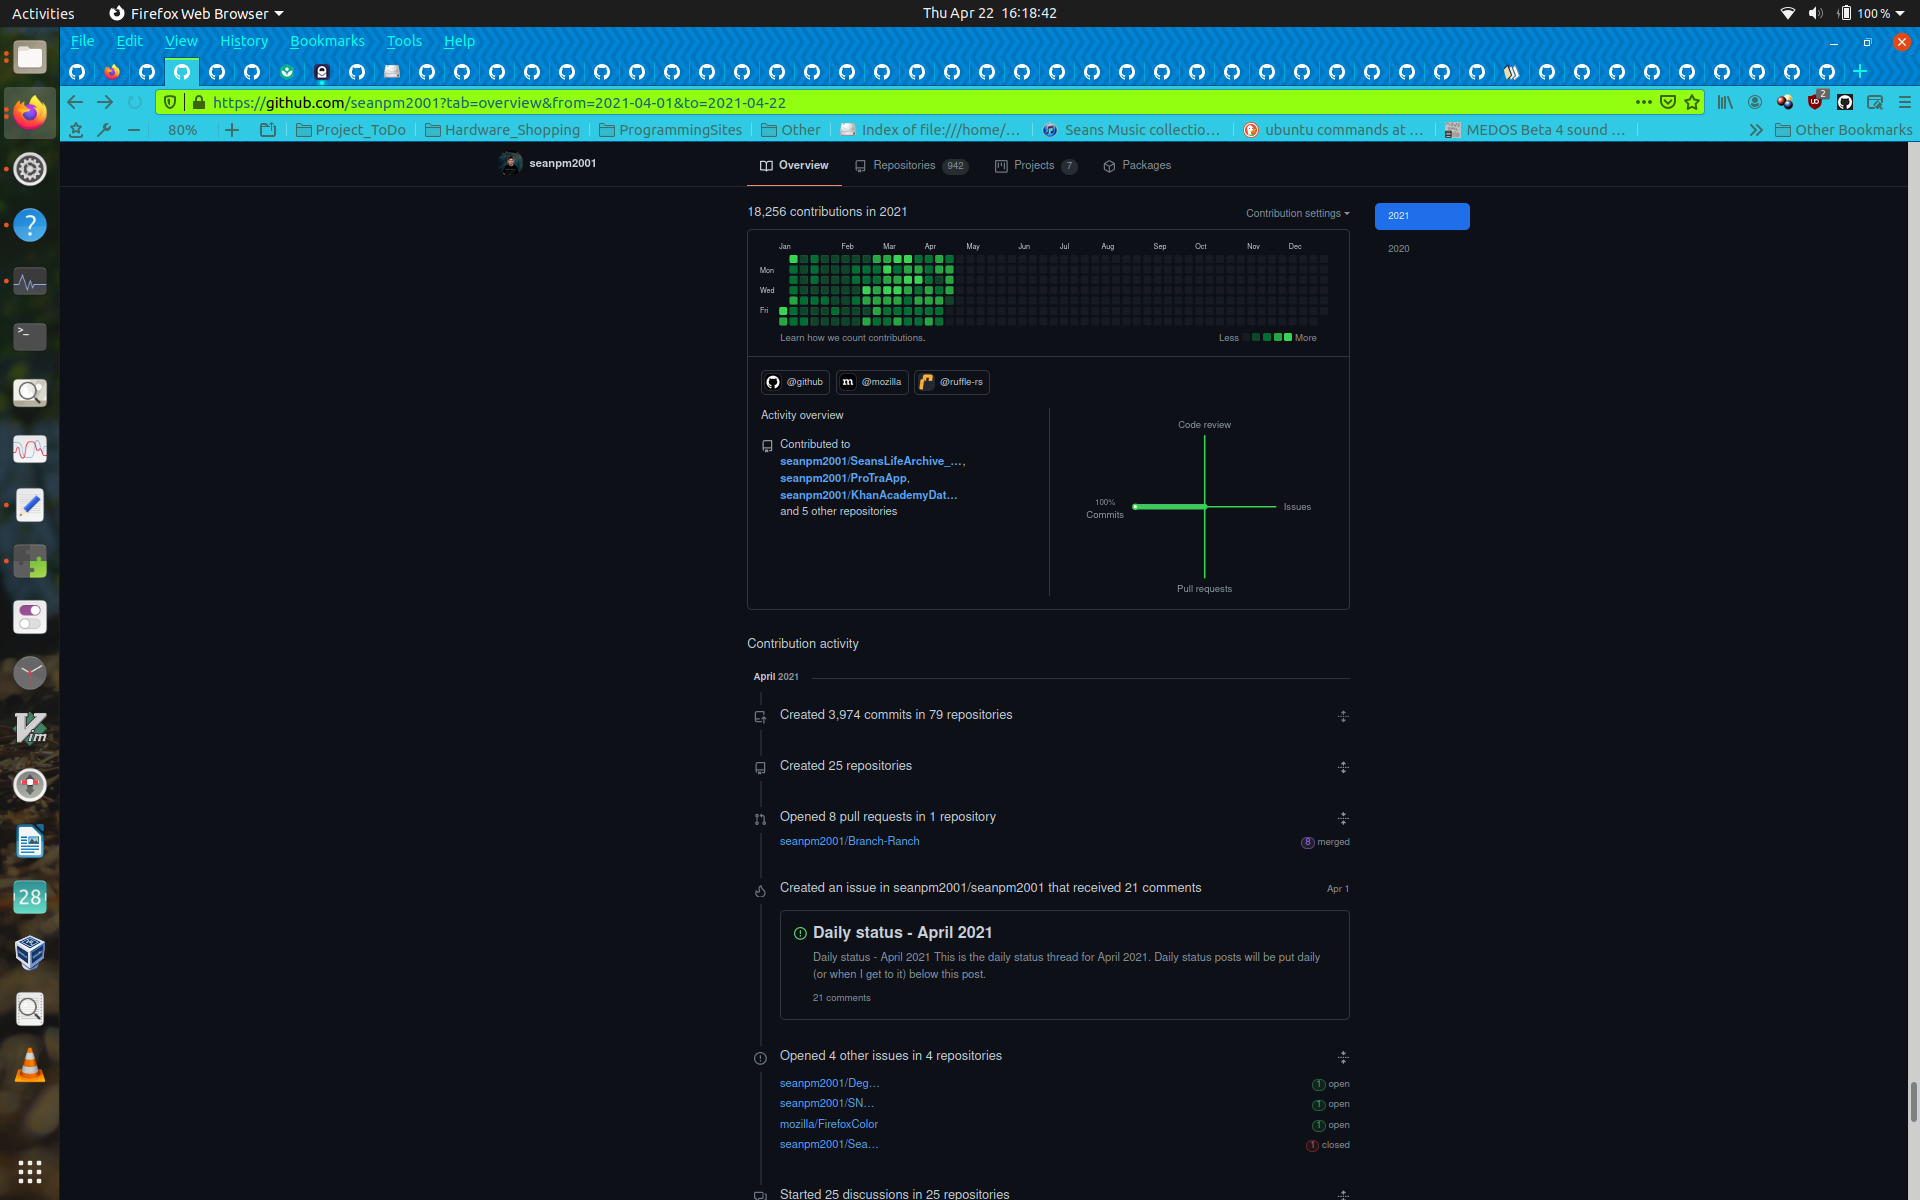 Activities
Firefox Web Browser
Thu Apr 22 16:18:42
100 %
File Edit View History Bookmarks Tools Help
https://github.com/seanpm2001?tab=overview&from=2021-04-01&to=2021-04-22
2
80%
Project_ToDo
Hardware_Shopping
ProgrammingSites
Other
Index of file:///home/…
Seans Music collectio…
ubuntu commands at …
MEDOS Beta 4 sound …
Other Bookmarks
seanpm2001
Overview
Repositories 942
Projects 7
Packages
18,256 contributions in 2021
Contribution settings
2021
2020
Jan Feb Mar Apr May Jun Jul Aug Sep Oct Nov Dec
Mon
Wed
Fri
Learn how we count contributions.
Less More
@github
@mozilla
@ruffle-rs
Activity overview
Contributed to
seanpm2001/SeansLifeArchive_…,
seanpm2001/ProTraApp,
seanpm2001/KhanAcademyDat…
and 5 other repositories
Code review
100%
Commits
Issues
Pull requests
Contribution activity
April 2021
Created 3,974 commits in 79 repositories
Created 25 repositories
Opened 8 pull requests in 1 repository
seanpm2001/Branch-Ranch
8 merged
Created an issue in seanpm2001/seanpm2001 that received 21 comments
Apr 1
Daily status - April 2021
Daily status - April 2021 This is the daily status thread for April 2021. Daily status posts will be put daily
(or when I get to it) below this post.
21 comments
Opened 4 other issues in 4 repositories
seanpm2001/Deg…
1 open
seanpm2001/SN…
1 open
mozilla/FirefoxColor
1 open
seanpm2001/Sea…
1 closed
Started 25 discussions in 25 repositories
Vim
28